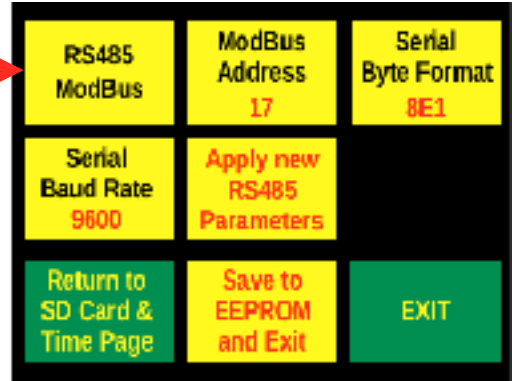 RS485
ModBus
ModBus
Address
17
Serial
Byte Format
8E1
Serial
Baud Rate
9600
Apply new
RS485
Parameters
Return to
SD Card &
Time Page
Save to
EEPROM
and Exit
EXIT